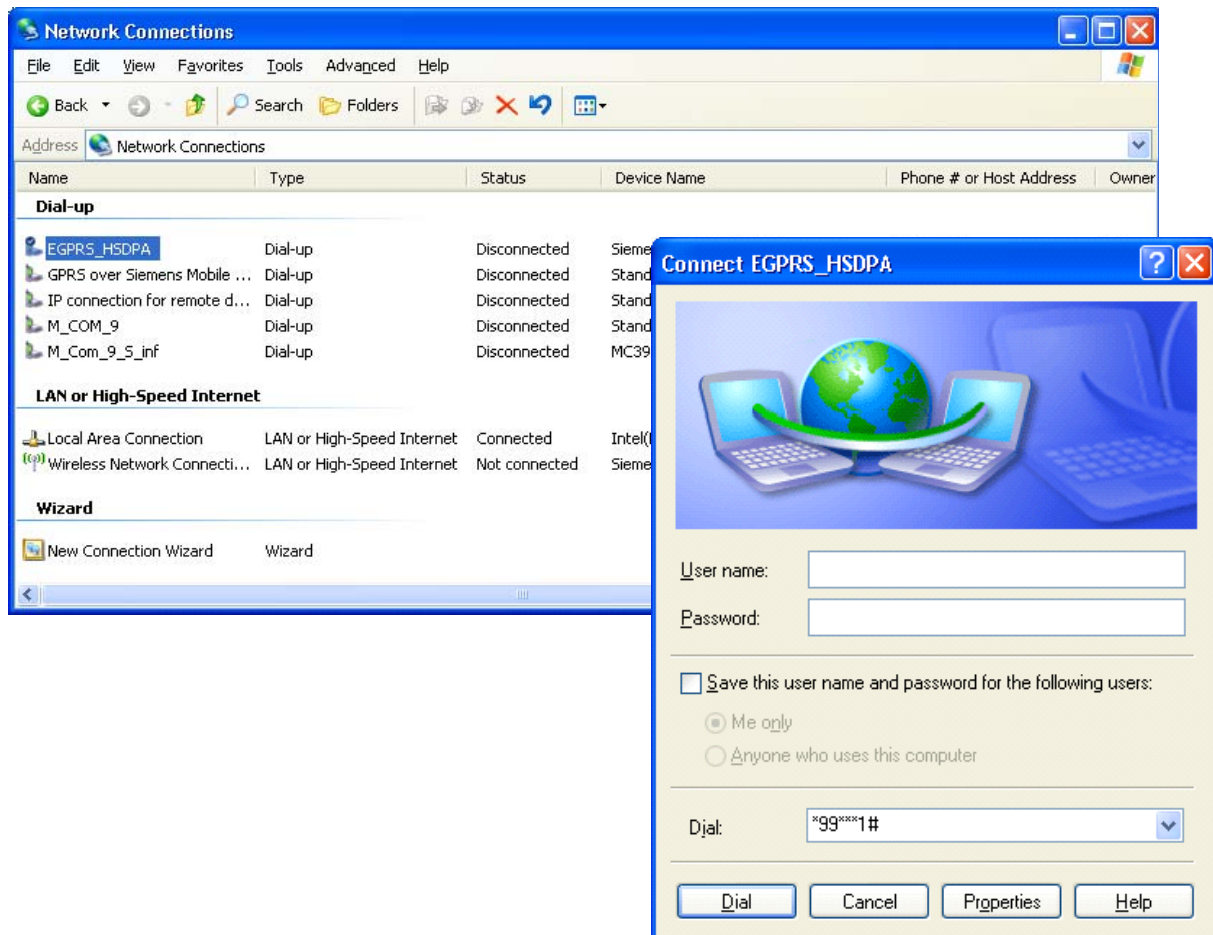 Network Connections
File Edit View Favorites Tools Advanced Help
Back Search Folders
Address Network Connections
Name Type Status Device Name Phone # or Host Address Owner
Dial-up
EGPRS_HSDPA Dial-up Disconnected Sieme
GPRS over Siemens Mobile ... Dial-up Disconnected Stand
IP connection for remote d... Dial-up Disconnected Stand
M_COM_9 Dial-up Disconnected Stand
M_Com_9_S_inf Dial-up Disconnected MC39
LAN or High-Speed Internet
Local Area Connection LAN or High-Speed Internet Connected Intel(
Wireless Network Connecti... LAN or High-Speed Internet Not connected Sieme
Wizard
New Connection Wizard Wizard
Connect EGPRS_HSDPA
User name:
Password:
Save this user name and password for the following users:
Me only
Anyone who uses this computer
Dial: *99***1#
Dial Cancel Properties Help